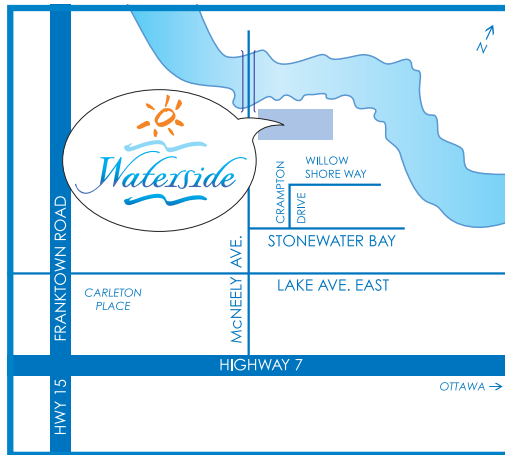 N
Waterside
WILLOW
SHORE WAY
CRAMPTON
DRIVE
STONEWATER BAY
FRANKTOWN ROAD
McNEELY AVE.
LAKE AVE. EAST
CARLETON
PLACE
HIGHWAY 7
HWY 15
OTTAWA